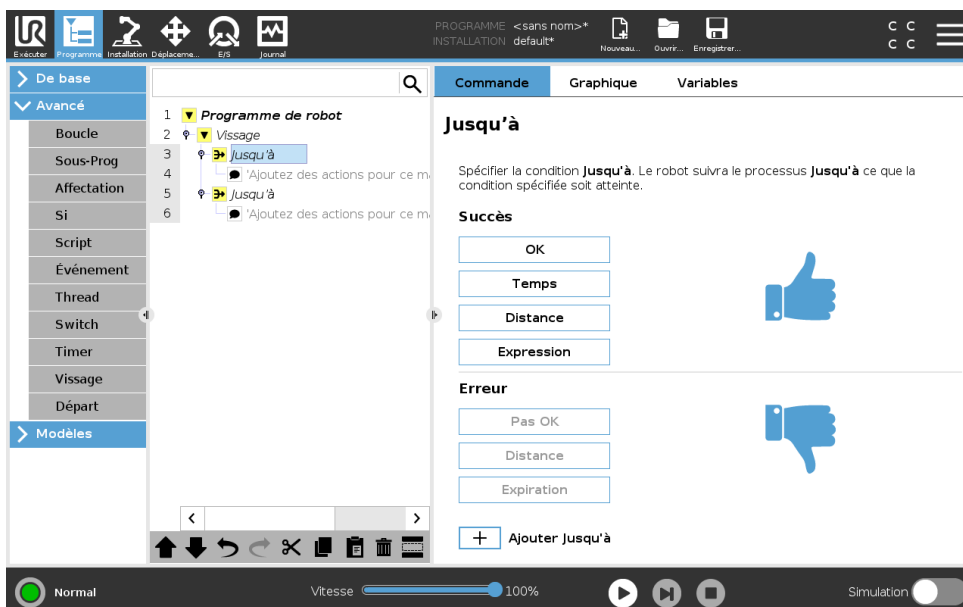 UR
PROGRAMME <sans nom>*
INSTALLATION default*
Exécuter Programme Installation Déplaceme... E/S Journal Nouveau... Ouvrir... Enregistrer...
C C
C C
De base
Avancé
Boucle
Sous-Prog
Affectation
Si
Script
Événement
Thread
Switch
Timer
Vissage
Départ
Modèles
1 Programme de robot
2 Vissage
3 Jusqu'à
4 'Ajoutez des actions pour ce m
5 Jusqu'à
6 'Ajoutez des actions pour ce m
Commande Graphique Variables
Jusqu'à
Spécifier la condition Jusqu'à. Le robot suivra le processus Jusqu'à ce que la
condition spécifiée soit atteinte.
Succès
OK
Temps
Distance
Expression
Erreur
Pas OK
Distance
Expiration
+ Ajouter Jusqu'à
Normal Vitesse 100% Simulation